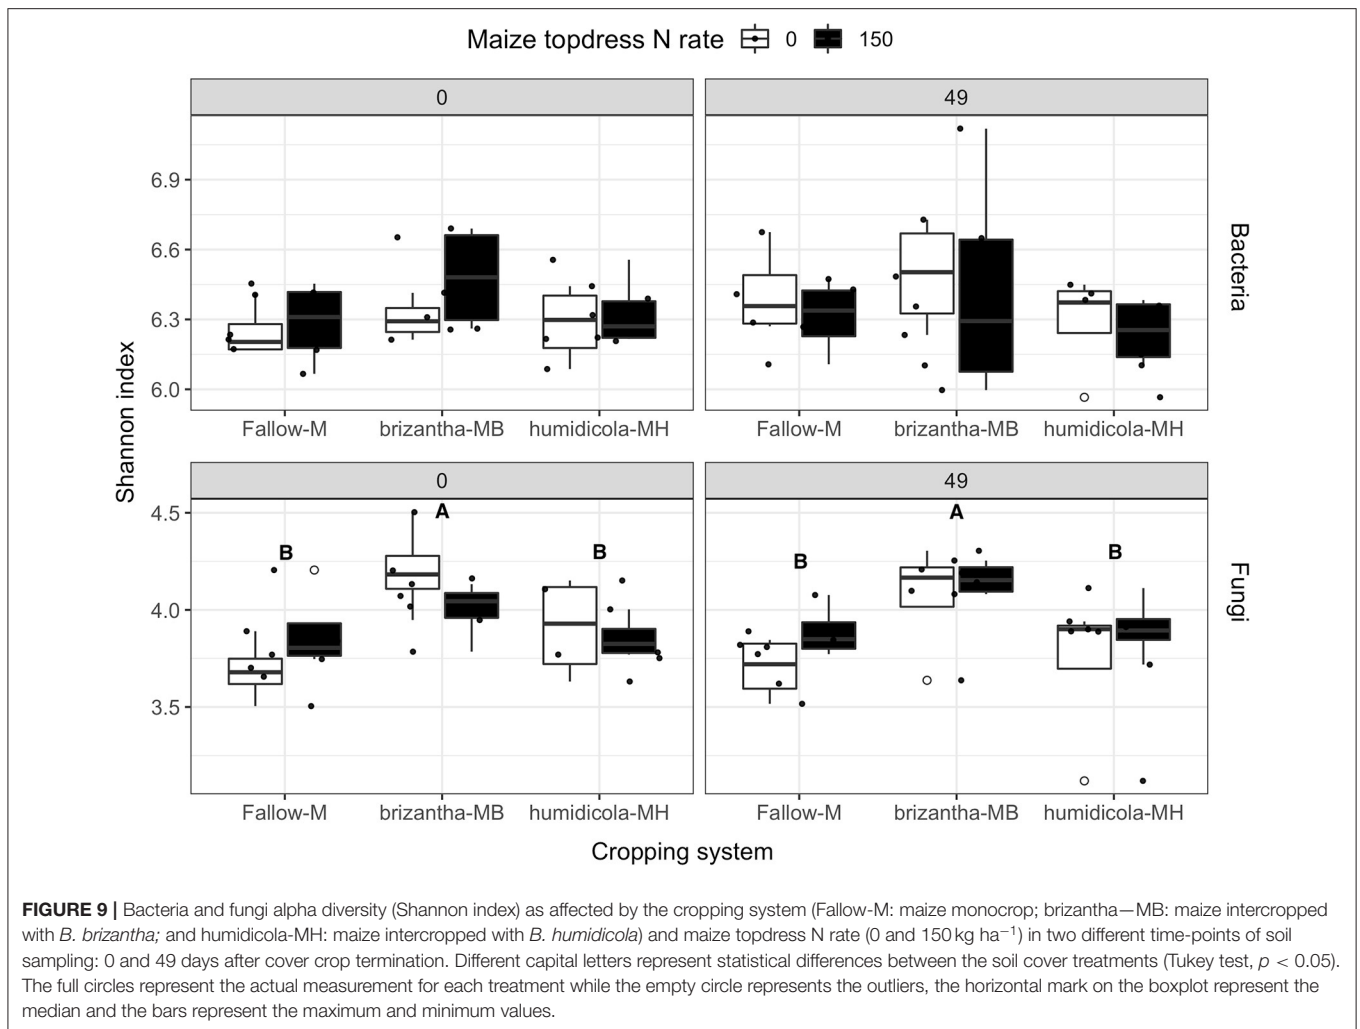 Maize topdress N rate 0 150
0 49
6.9
6.6
6.3
6.0
Bacteria
Fallow-M brizantha-MB humidicola-MH Fallow-M brizantha-MB humidicola-MH
Shannon index
0 49
4.5
4.0
3.5
B A B B A B
Fungi
Fallow-M brizantha-MB humidicola-MH Fallow-M brizantha-MB humidicola-MH
Cropping system
FIGURE 9 | Bacteria and fungi alpha diversity (Shannon index) as affected by the cropping system (Fallow-M: maize monocrop; brizantha—MB: maize intercropped
with B. brizantha; and humidicola-MH: maize intercropped with B. humidicola) and maize topdress N rate (0 and 150 kg ha−1) in two different time-points of soil
sampling: 0 and 49 days after cover crop termination. Different capital letters represent statistical differences between the soil cover treatments (Tukey test, p < 0.05).
The full circles represent the actual measurement for each treatment while the empty circle represents the outliers, the horizontal mark on the boxplot represent the
median and the bars represent the maximum and minimum values.